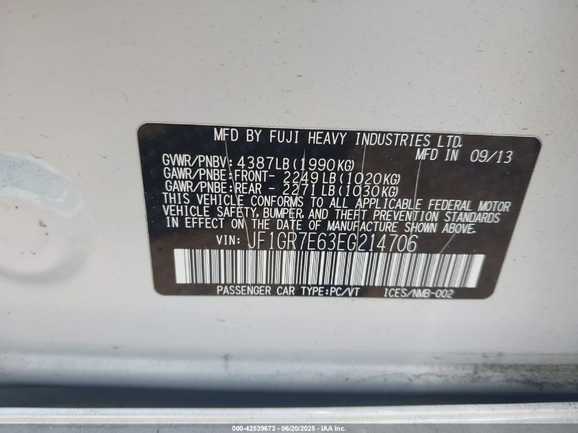 MFD BY FUJI HEAVY INDUSTRIES LTD.
MFD IN 09/13
GVWR/PNBV: 4387LB(1990KG)
GAWR/PNBE: FRONT- 2249LB(1020KG)
GAWR/PNBE: REAR - 2271LB(1030KG)
THIS VEHICLE CONFORMS TO ALL APPLICABLE FEDERAL MOTOR
VEHICLE SAFETY, BUMPER, AND THEFT PREVENTION STANDARDS
IN EFFECT ON THE DATE OF MANUFACTURE SHOWN ABOVE.
VIN: JF1GR7E63EG214706
PASSENGER CAR TYPE:PC/VT ICES/NMB-002
000-42539673 - 06/20/2025 - IAA Inc.